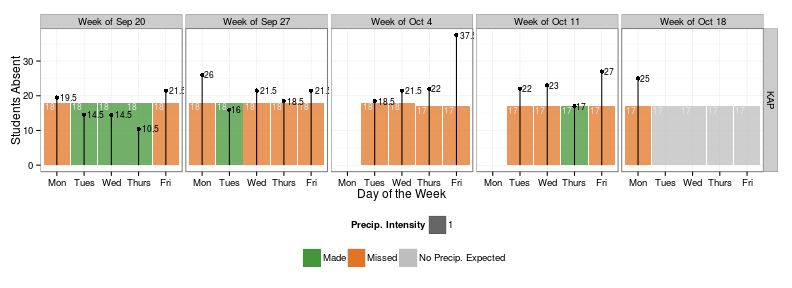 Week of Sep 20 Week of Sep 27 Week of Oct 4 Week of Oct 11 Week of Oct 18
Students Absent
30
20
10
0
19.5 14.5 14.5 10.5 21.5
18 18 18 18 18
26 16 21.5 18.5 21.5
18 18 18 18 18
18.5 21.5 22 37.5
18 18 17 17
22 23 17 27
17 17 17 17
25
17 17 17 17 17
KAP
Mon Tues Wed Thurs Fri Mon Tues Wed Thurs Fri Mon Tues Wed Thurs Fri Mon Tues Wed Thurs Fri Mon Tues Wed Thurs Fri
Day of the Week
Precip. Intensity 1
Made Missed No Precip. Expected